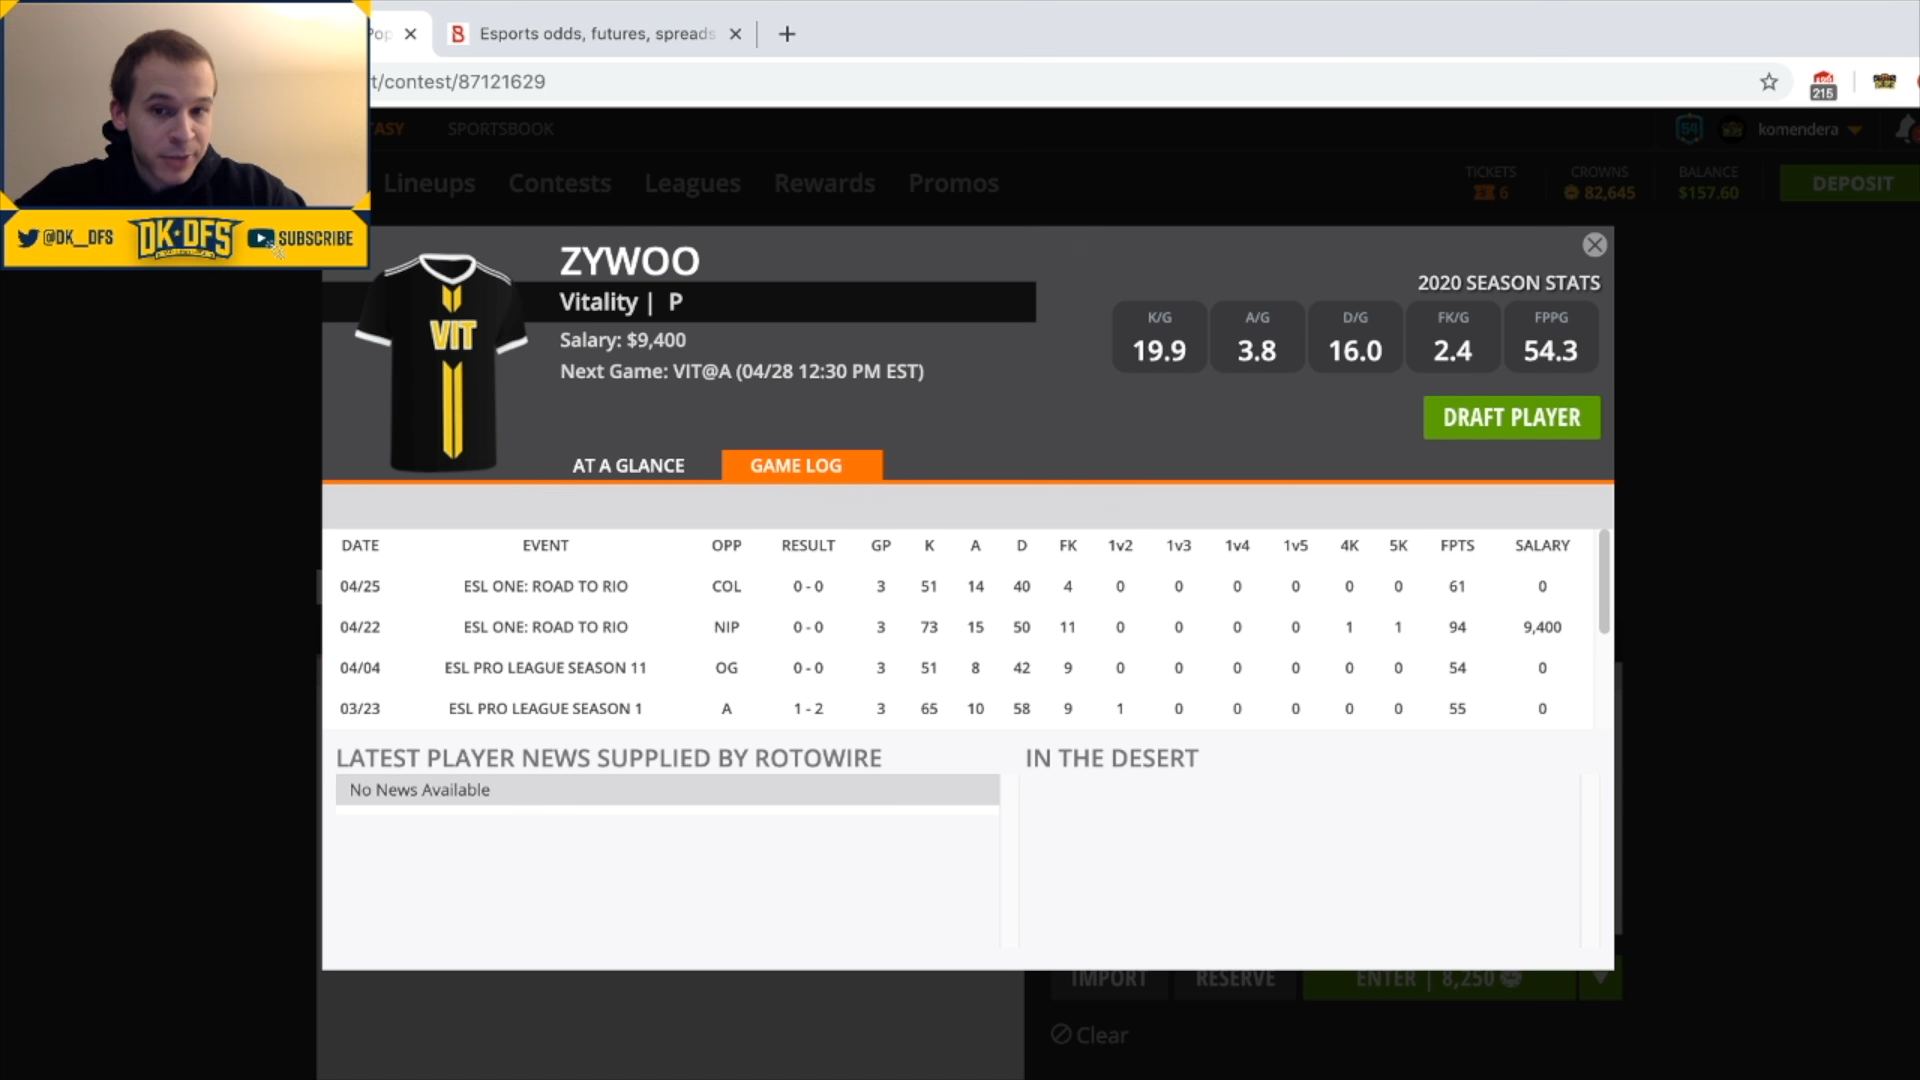 Pop
Esports odds, futures, spreads
t/contest/87121629
215
@DK__DFS
DK★DFS
SUBSCRIBE
TASY
SPORTSBOOK
54
komendera
Lineups
Contests
Leagues
Rewards
Promos
TICKETS
6
CROWNS
82,645
BALANCE
$157.60
DEPOSIT
VIT
ZYWOO
Vitality | P
Salary: $9,400
Next Game: VIT@A (04/28 12:30 PM EST)
2020 SEASON STATS
K/G A/G D/G FK/G FPPG
19.9 3.8 16.0 2.4 54.3
DRAFT PLAYER
AT A GLANCE GAME LOG
DATE EVENT OPP RESULT GP K A D FK 1v2 1v3 1v4 1v5 4K 5K FPTS SALARY
04/25 ESL ONE: ROAD TO RIO COL 0 - 0 3 51 14 40 4 0 0 0 0 0 0 61 0
04/22 ESL ONE: ROAD TO RIO NIP 0 - 0 3 73 15 50 11 0 0 0 0 1 1 94 9,400
04/04 ESL PRO LEAGUE SEASON 11 OG 0 - 0 3 51 8 42 9 0 0 0 0 0 0 54 0
03/23 ESL PRO LEAGUE SEASON 1 A 1 - 2 3 65 10 58 9 1 0 0 0 0 0 55 0
LATEST PLAYER NEWS SUPPLIED BY ROTOWIRE
No News Available
IN THE DESERT
IMPORT
RESERVE
ENTER | 8,250
Clear